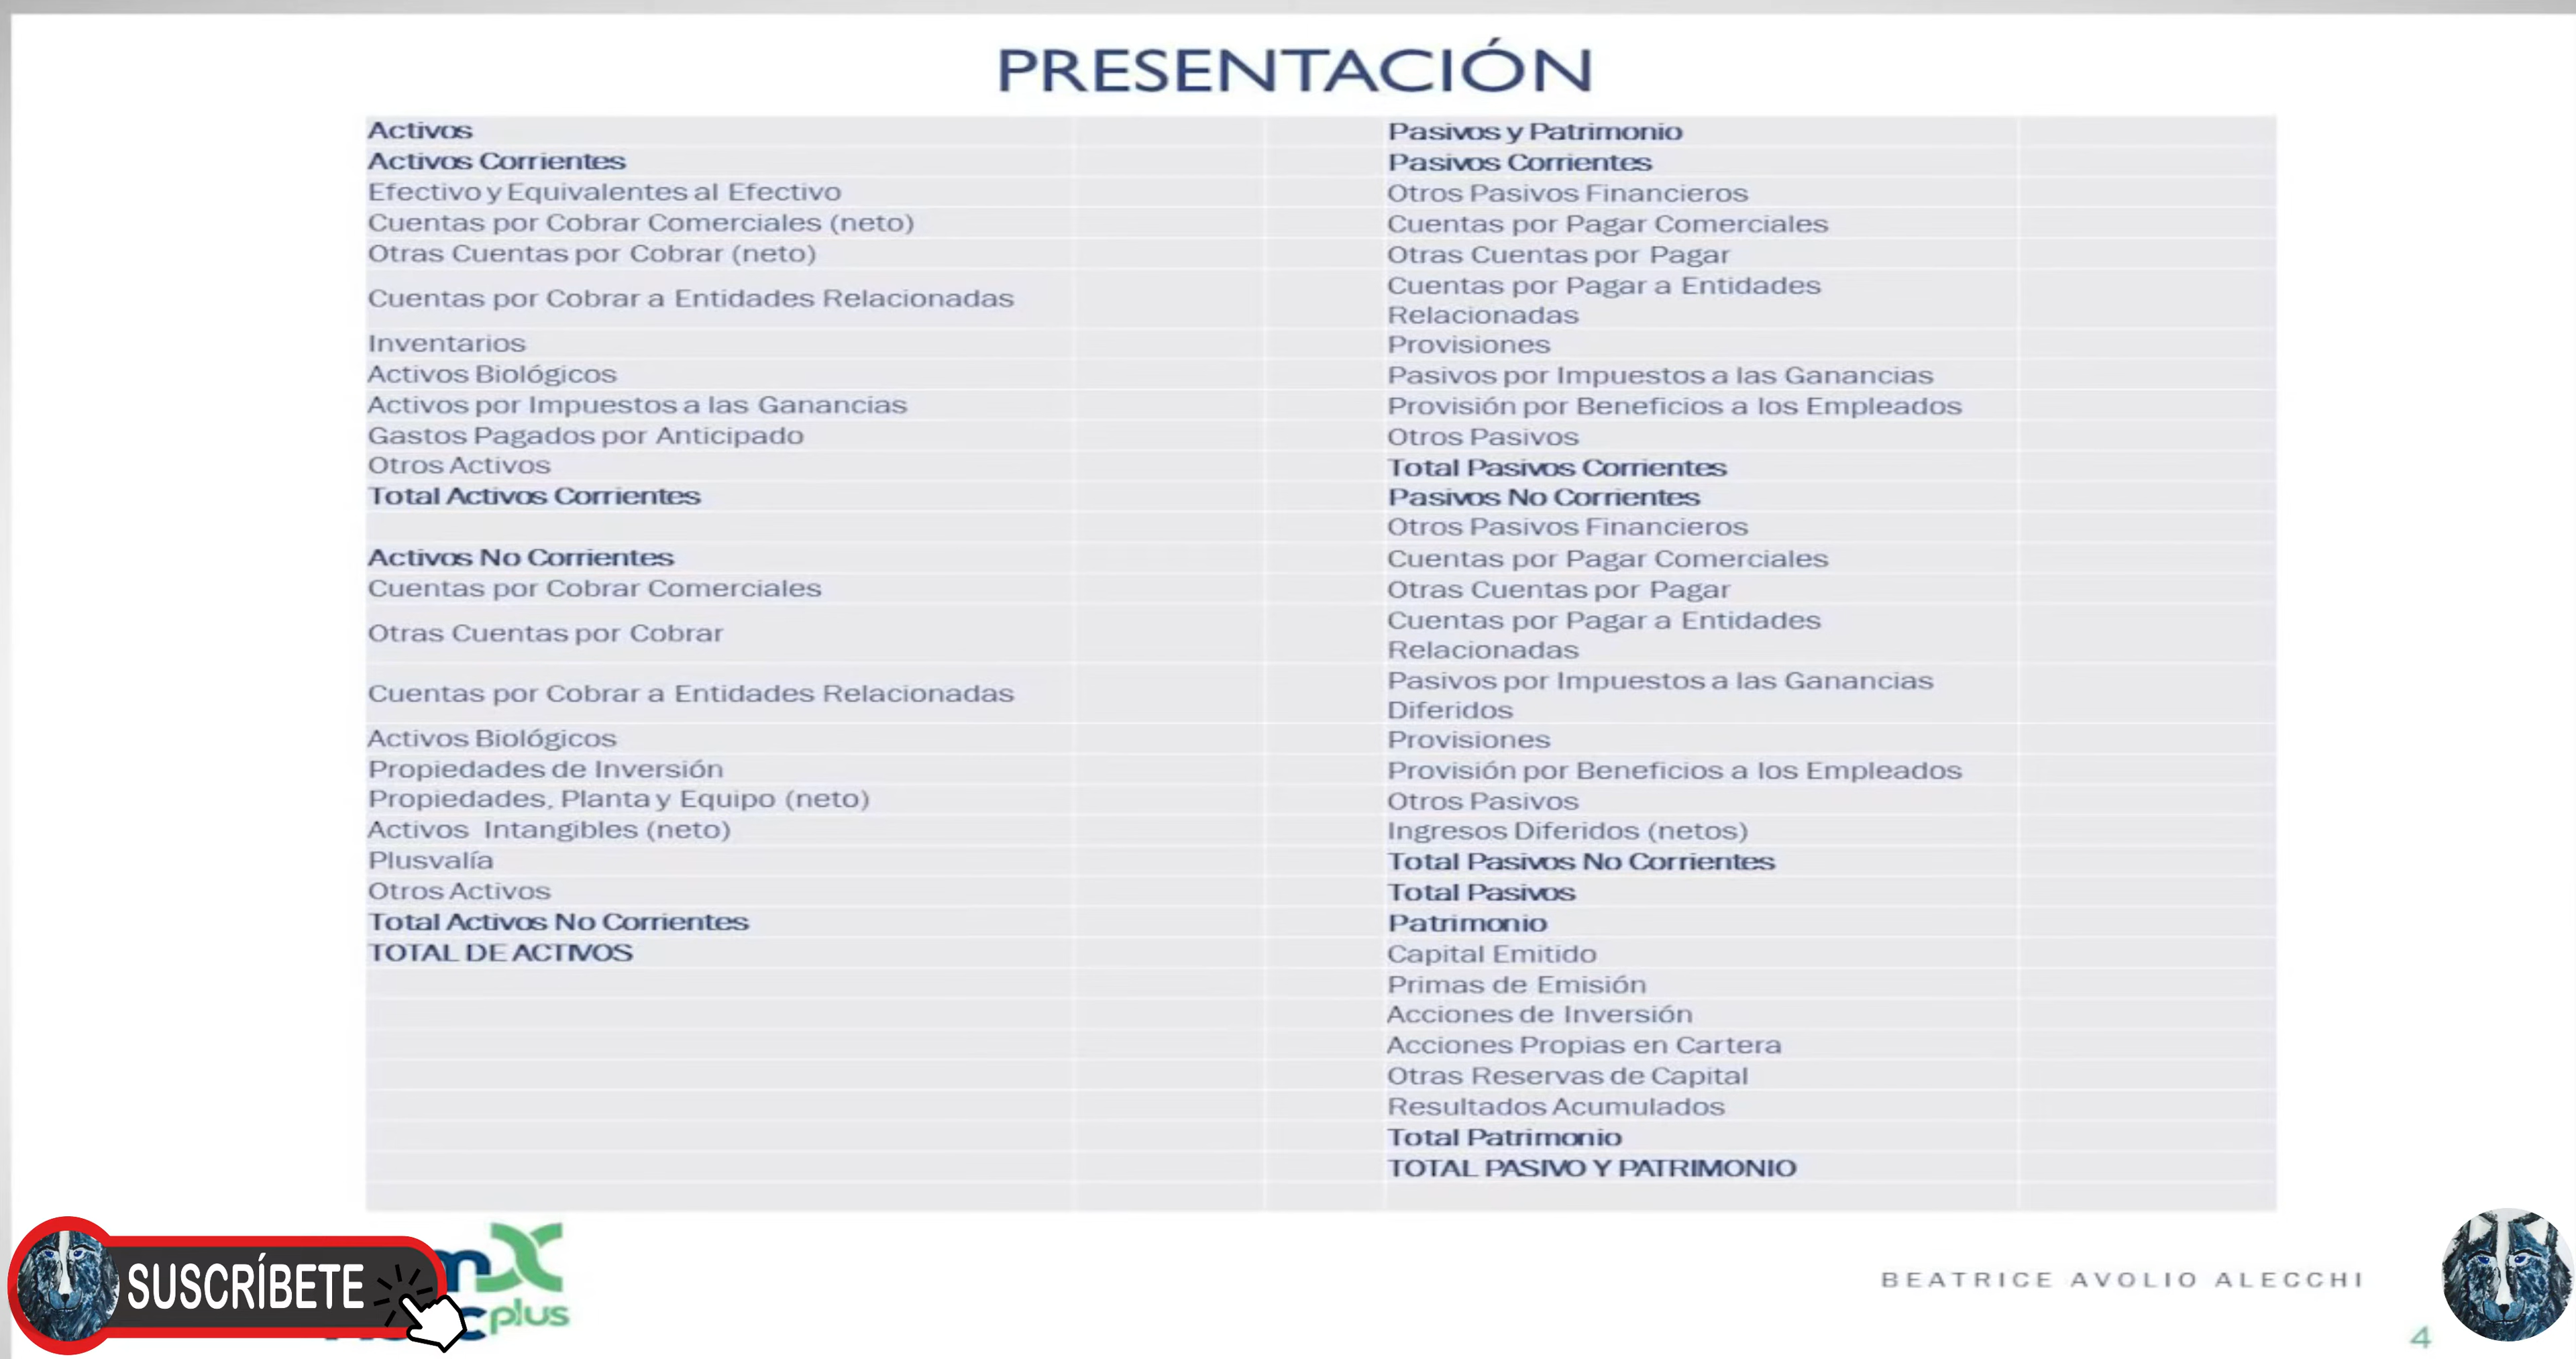 PRESENTACIÓN
Activos
Activos Corrientes
Efectivo y Equivalentes al Efectivo
Cuentas por Cobrar Comerciales (neto)
Otras Cuentas por Cobrar (neto)
Cuentas por Cobrar a Entidades Relacionadas
Inventarios
Activos Biológicos
Activos por Impuestos a las Ganancias
Gastos Pagados por Anticipado
Otros Activos
Total Activos Corrientes
Activos No Corrientes
Cuentas por Cobrar Comerciales
Otras Cuentas por Cobrar
Cuentas por Cobrar a Entidades Relacionadas
Activos Biológicos
Propiedades de Inversión
Propiedades, Planta y Equipo (neto)
Activos Intangibles (neto)
Plusvalía
Otros Activos
Total Activos No Corrientes
TOTAL DE ACTIVOS
Pasivos y Patrimonio
Pasivos Corrientes
Otros Pasivos Financieros
Cuentas por Pagar Comerciales
Otras Cuentas por Pagar
Cuentas por Pagar a Entidades
Relacionadas
Provisiones
Pasivos por Impuestos a las Ganancias
Provisión por Beneficios a los Empleados
Otros Pasivos
Total Pasivos Corrientes
Pasivos No Corrientes
Otros Pasivos Financieros
Cuentas por Pagar Comerciales
Otras Cuentas por Pagar
Cuentas por Pagar a Entidades
Relacionadas
Pasivos por Impuestos a las Ganancias
Diferidos
Provisiones
Provisión por Beneficios a los Empleados
Otros Pasivos
Ingresos Diferidos (netos)
Total Pasivos No Corrientes
Total Pasivos
Patrimonio
Capital Emitido
Primas de Emisión
Acciones de Inversión
Acciones Propias en Cartera
Otras Reservas de Capital
Resultados Acumulados
Total Patrimonio
TOTAL PASIVO Y PATRIMONIO
SUSCRÍBETE
plus
BEATRICE AVOLIO ALECCHI
4